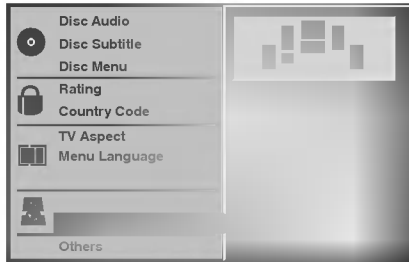 Disc Audio
Disc Subtitle
Disc Menu
Rating
Country Code
TV Aspect
Menu Language
Others